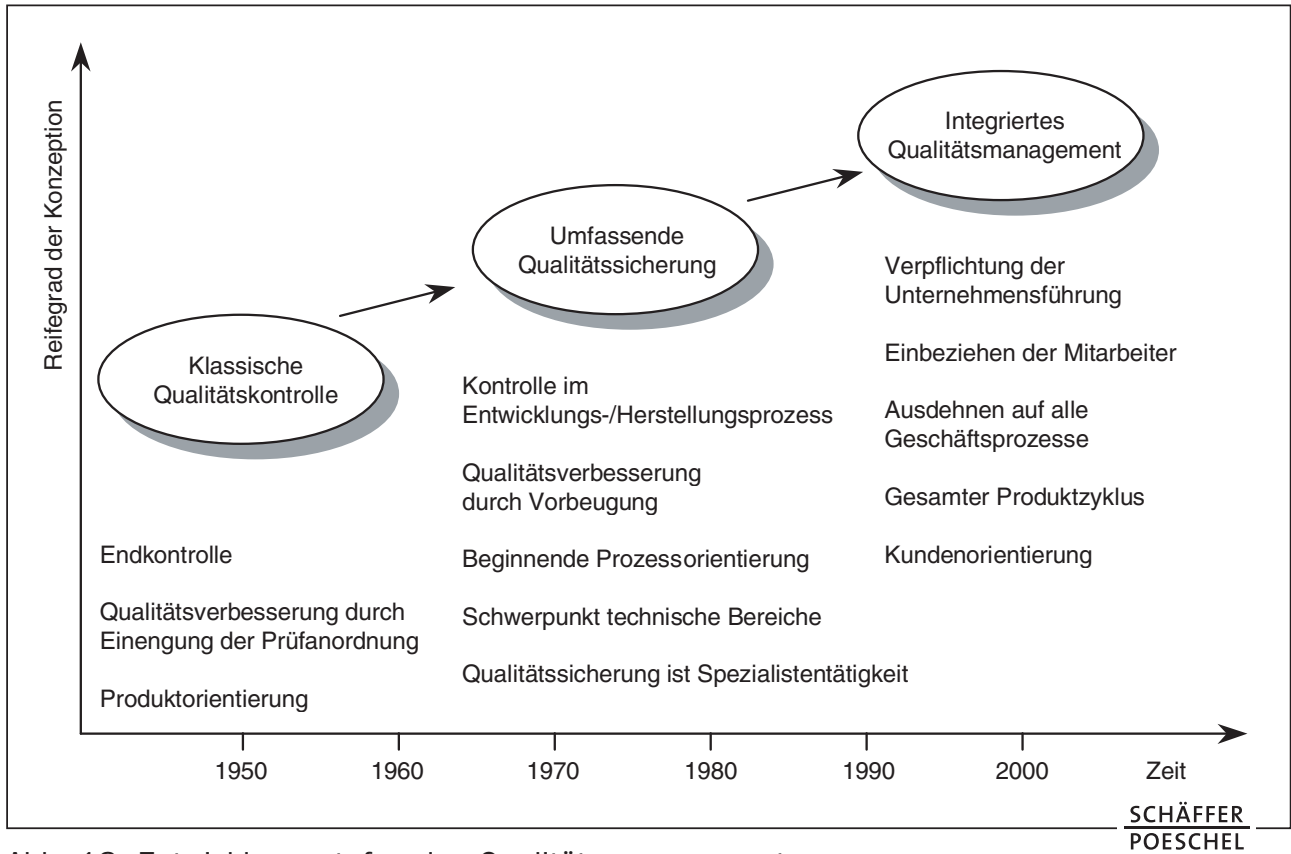 Reifegrad der Konzeption
Klassische
Qualitätskontrolle
Endkontrolle
Qualitätsverbesserung durch
Einengung der Prüfanordnung
Produktorientierung
Umfassende
Qualitätssicherung
Kontrolle im
Entwicklungs-/Herstellungsprozess
Qualitätsverbesserung
durch Vorbeugung
Beginnende Prozessorientierung
Schwerpunkt technische Bereiche
Qualitätssicherung ist Spezialistentätigkeit
Integriertes
Qualitätsmanagement
Verpflichtung der
Unternehmensführung
Einbeziehen der Mitarbeiter
Ausdehnen auf alle
Geschäftsprozesse
Gesamter Produktzyklus
Kundenorientierung
1950 1960 1970 1980 1990 2000 Zeit
SCHÄFFER
POESCHEL